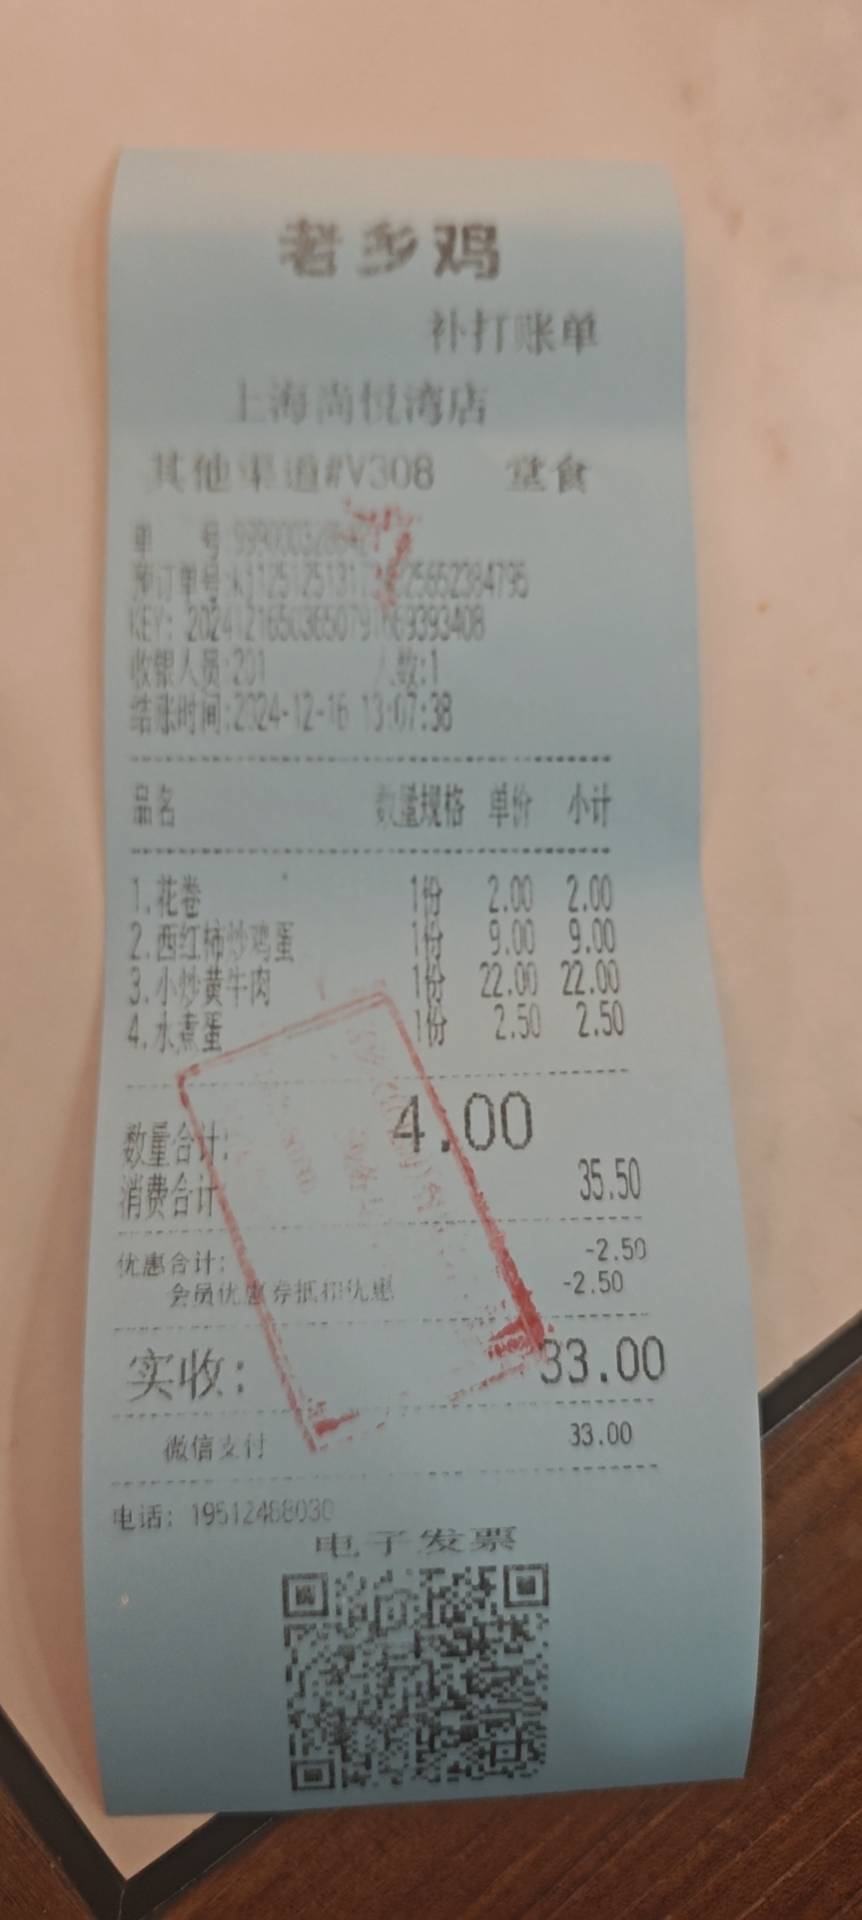 老乡鸡
补打账单
上海尚悦湾店
其他渠道#V308 堂食
单 号:
预订单号:
KEY:
收银人员:201 人数:1
结账时间:2024-12-16 13:07:38
品名 数量规格 单价 小计
1.花卷 1份 2.00 2.00
2.西红柿炒鸡蛋 1份 9.00 9.00
3.小炒黄牛肉 1份 22.00 22.00
4.水煮蛋 1份 2.50 2.50
数量合计: 4.00
消费合计 35.50
优惠合计: -2.50
会员优惠券抵扣优惠 -2.50
实收: 33.00
微信支付 33.00
电话: 19512488030
电子发票